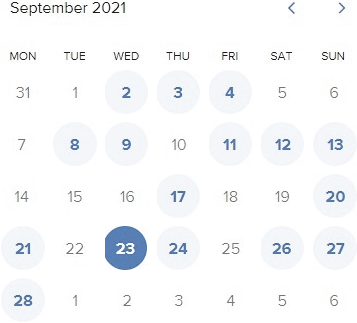 September 2021
MON TUE WED THU FRI SAT SUN
31 1 2 3 4 5 6
7 8 9 10 11 12 13
14 15 16 17 18 19 20
21 22 23 24 25 26 27
28 1 2 3 4 5 6